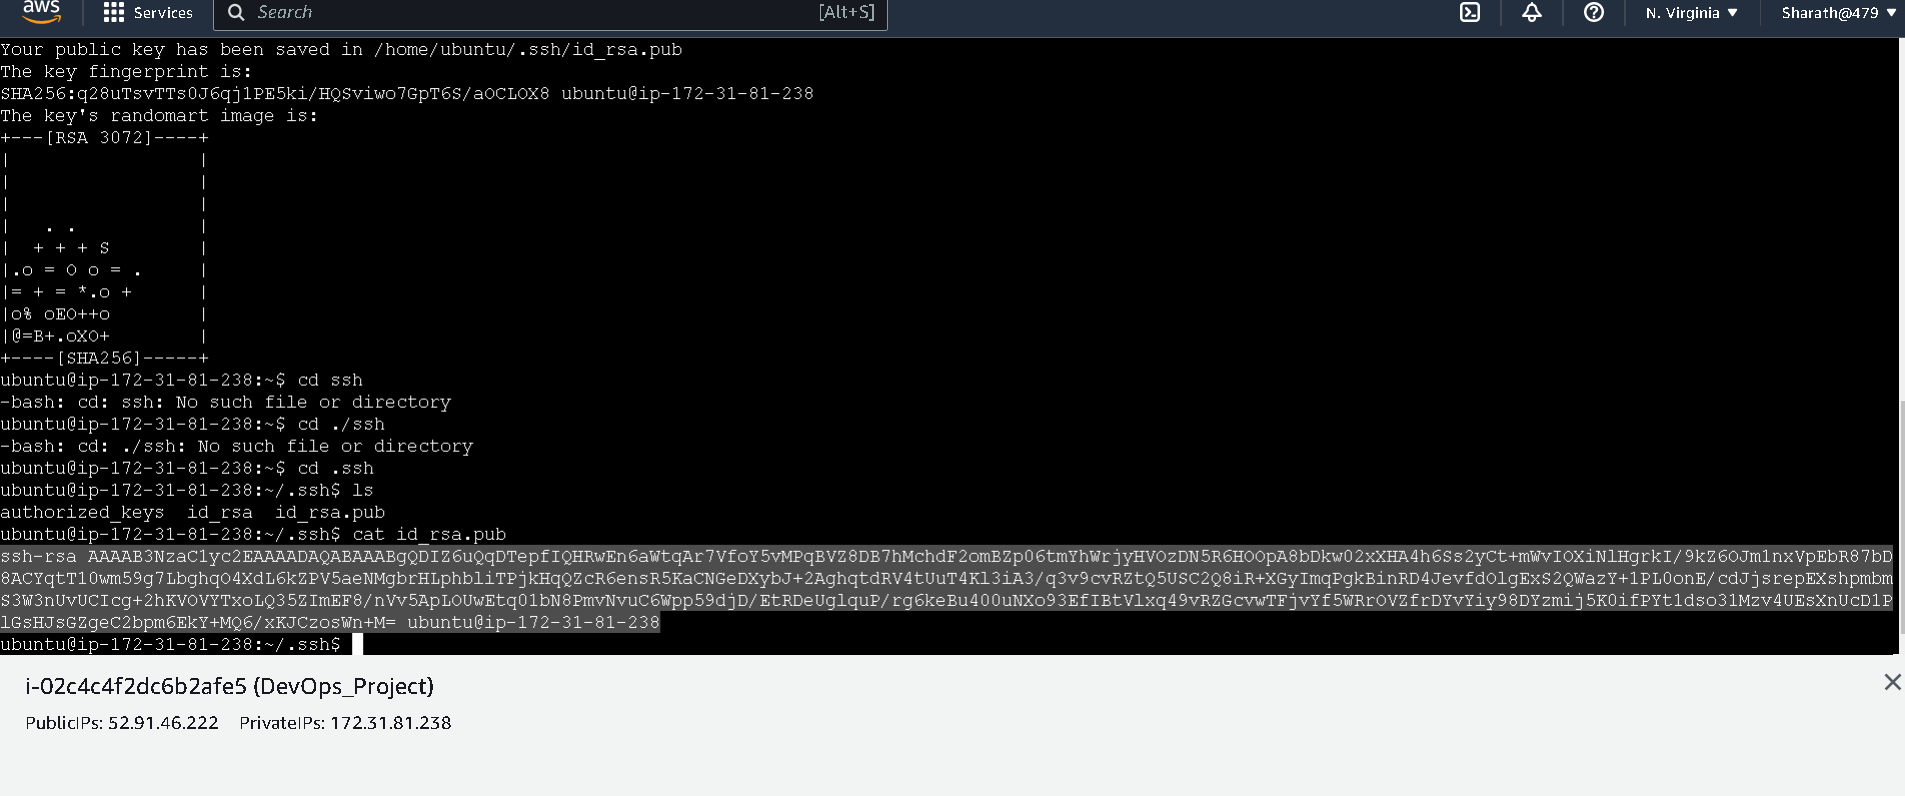 aws
Services
Search
[Alt+S]
N. Virginia ▼
Sharath@479 ▼
Your public key has been saved in /home/ubuntu/.ssh/id_rsa.pub
The key fingerprint is:
SHA256:q28uTsvTTs0J6qj1PE5ki/HQSviwo7GpT6S/aOCLOX8 ubuntu@ip-172-31-81-238
The key's randomart image is:
+---[RSA 3072]----+
|                 |
|                 |
|                 |
|   . .           |
|  + + + S        |
|.o = O o = .     |
|= + = *.o +      |
|o% oEO++o        |
|@=B+.oXO+        |
+----[SHA256]-----+
ubuntu@ip-172-31-81-238:~$ cd ssh
-bash: cd: ssh: No such file or directory
ubuntu@ip-172-31-81-238:~$ cd ./ssh
-bash: cd: ./ssh: No such file or directory
ubuntu@ip-172-31-81-238:~$ cd .ssh
ubuntu@ip-172-31-81-238:~/.ssh$ ls
authorized_keys  id_rsa  id_rsa.pub
ubuntu@ip-172-31-81-238:~/.ssh$ cat id_rsa.pub
ssh-rsa AAAAB3NzaC1yc2EAAAADAQABAAABgQDIZ6uQqDTepfIQHRwEn6aWtqAr7VfoY5vMPqBVZ8DB7hMchdF2omBZp06tmYhWrjyHVOzDN5R6HOOpA8bDkw02xXHA4h6Ss2yCt+mWvIOXiNlHgrkI/9kZ6OJm1nxVpEbR87bD
8ACYqtT10wm59g7LbghqO4XdL6kZPV5aeNMgbrHLphbliTPjkHqQZcR6ensR5KaCNGeDXybJ+2AghqtdRV4tUuT4Kl3iA3/q3v9cvRZtQ5USC2Q8iR+XGyImqPgkBinRD4JevfdOlgExS2QWazY+1PL0onE/cdJjsrepEXshpmbm
S3W3nUvUCIcg+2hKVOVYTxoLQ35ZImEF8/nVv5ApLOUwEtq01bN8PmvNvuC6Wpp59djD/EtRDeUglquP/rg6keBu400uNXo93EfIBtVlxq49vRZGcvwTFjvYf5WRrOVZfrDYvYiy98DYzmij5K0ifPYt1dso31Mzv4UEsXnUcD1P
lGsHJsGZgeC2bpm6EkY+MQ6/xKJCzosWn+M= ubuntu@ip-172-31-81-238
ubuntu@ip-172-31-81-238:~/.ssh$
i-02c4c4f2dc6b2afe5 (DevOps_Project)
PublicIPs: 52.91.46.222    PrivateIPs: 172.31.81.238